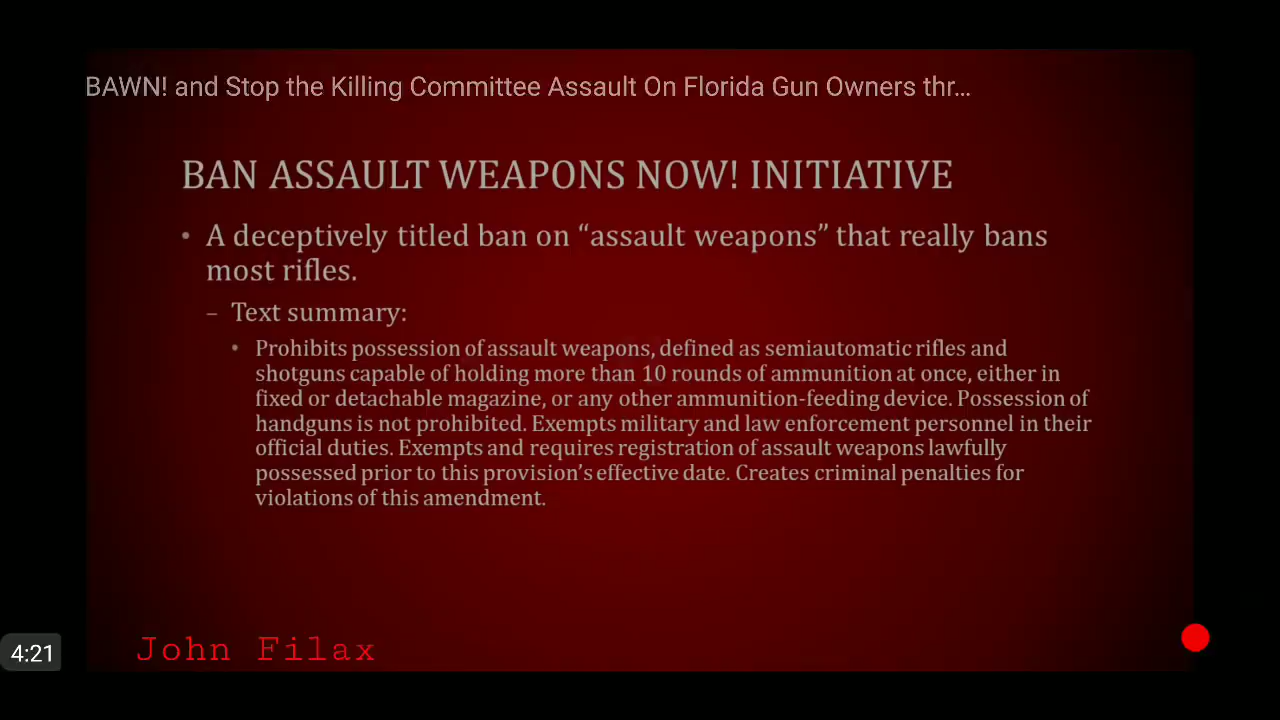 BAWN! and Stop the Killing Committee Assault On Florida Gun Owners thr...
BAN ASSAULT WEAPONS NOW! INITIATIVE
• A deceptively titled ban on “assault weapons” that really bans
most rifles.
– Text summary:
• Prohibits possession of assault weapons, defined as semiautomatic rifles and
shotguns capable of holding more than 10 rounds of ammunition at once, either in
fixed or detachable magazine, or any other ammunition-feeding device. Possession of
handguns is not prohibited. Exempts military and law enforcement personnel in their
official duties. Exempts and requires registration of assault weapons lawfully
possessed prior to this provision’s effective date. Creates criminal penalties for
violations of this amendment.
John Filax
4:21